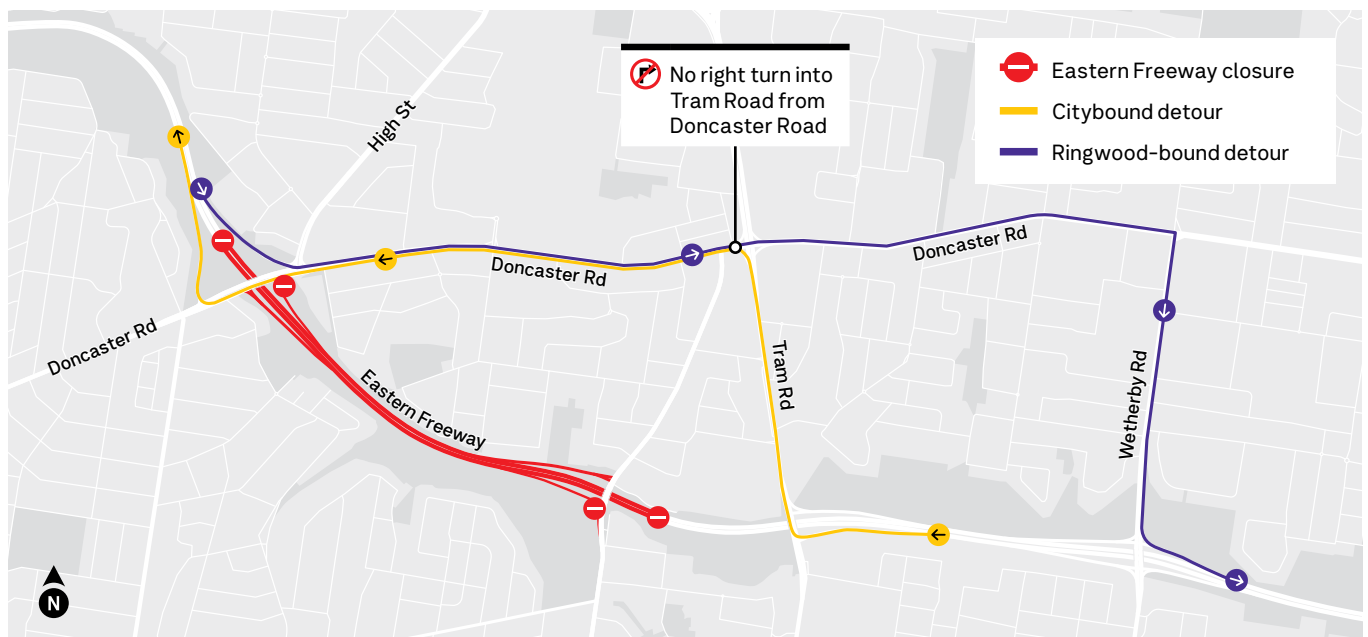 No right turn into
Tram Road from
Doncaster Road
Eastern Freeway closure
Citybound detour
Ringwood-bound detour
High St
Doncaster Rd
Doncaster Rd
Doncaster Rd
Eastern Freeway
Tram Rd
Wetherby Rd
N